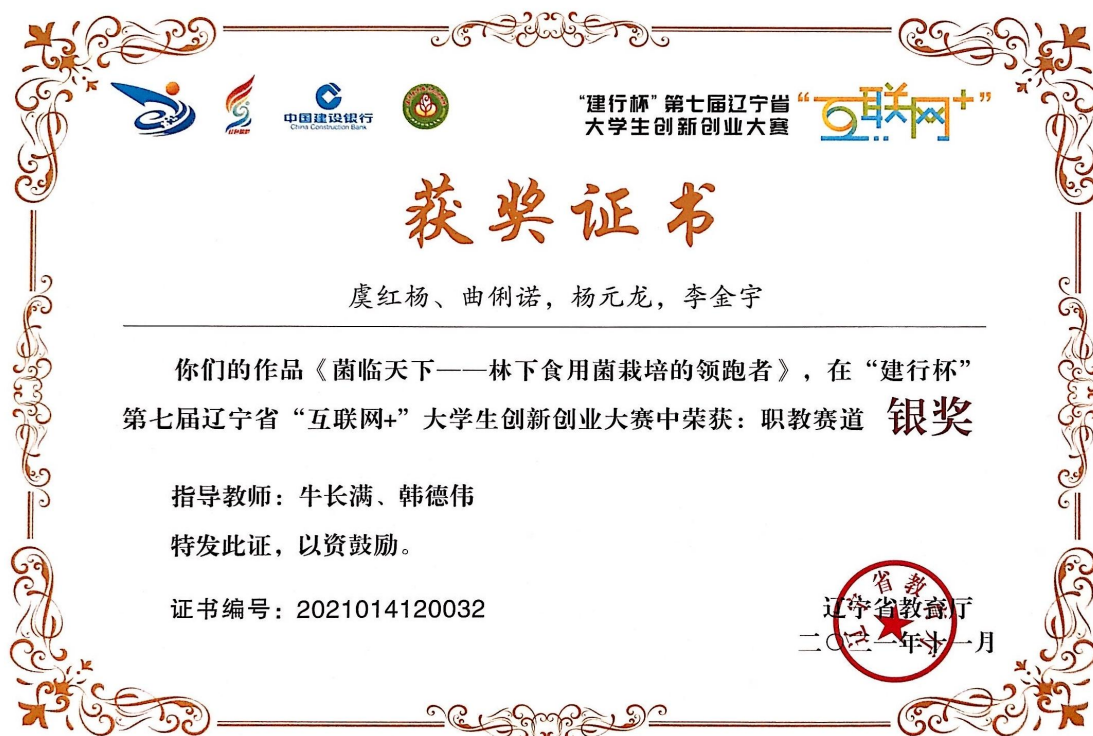 中国建设银行
China Construction Bank
“建行杯”第七届辽宁省
大学生创新创业大赛
“互联网+”
获奖证书
虞红杨、曲俐诺，杨元龙，李金宇
你们的作品《菌临天下——林下食用菌栽培的领跑者》，在“建行杯”
第七届辽宁省“互联网+”大学生创新创业大赛中荣获：职教赛道 银奖
指导教师：牛长满、韩德伟
特发此证，以资鼓励。
证书编号：2021014120032
辽宁省教育厅
二〇二一年十一月